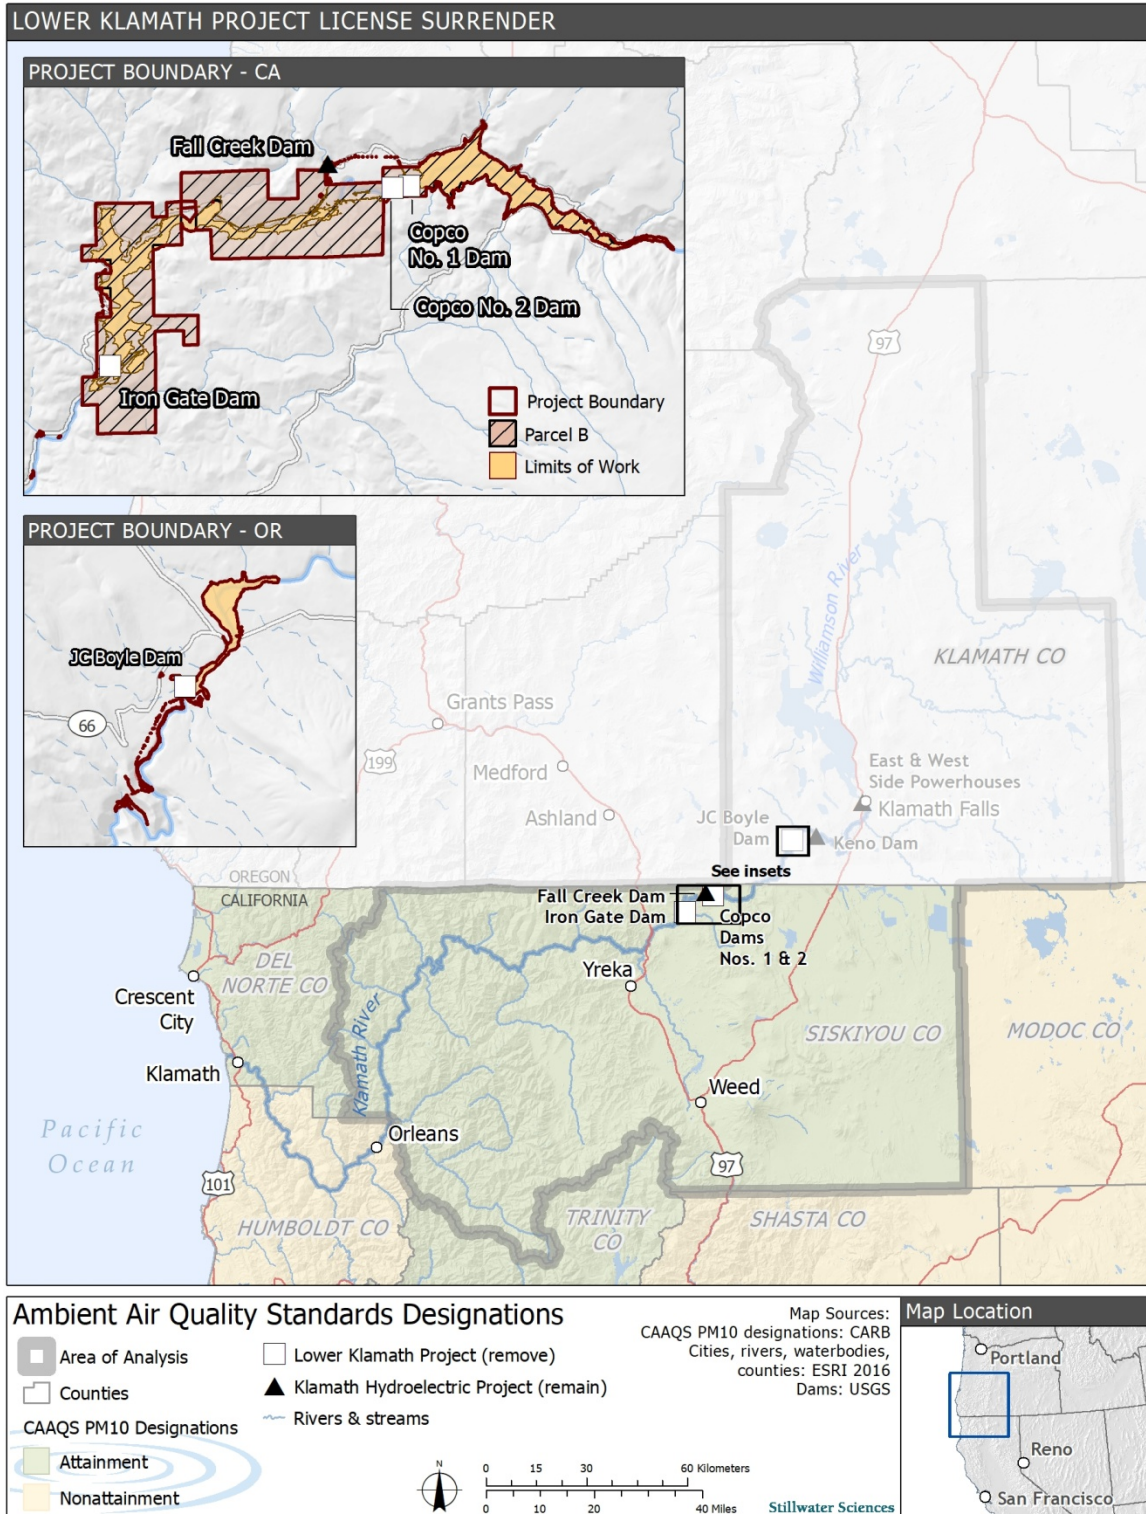 LOWER KLAMATH PROJECT LICENSE SURRENDER
PROJECT BOUNDARY - CA
Fall Creek Dam
Copco
No. 1 Dam
Copco No. 2 Dam
Iron Gate Dam
Project Boundary
Parcel B
Limits of Work
PROJECT BOUNDARY - OR
JC Boyle Dam
66
97
Williamson River
KLAMATH CO
Grants Pass
199
Medford
Ashland
East & West
Side Powerhouses
Klamath Falls
JC Boyle
Dam
Keno Dam
See insets
OREGON
CALIFORNIA
Fall Creek Dam
Iron Gate Dam
Copco
Dams
Nos. 1 & 2
DEL
NORTE CO
Yreka
Crescent
City
Klamath River
SISKIYOU CO
MODOC CO
Klamath
Weed
Pacific
Ocean
Orleans
97
101
HUMBOLDT CO
TRINITY
CO
SHASTA CO
Ambient Air Quality Standards Designations
Area of Analysis
Counties
CAAQS PM10 Designations
Attainment
Nonattainment
Lower Klamath Project (remove)
Klamath Hydroelectric Project (remain)
Rivers & streams
N
0 15 30 60 Kilometers
0 10 20 40 Miles
Map Sources:
CAAQS PM10 designations: CARB
Cities, rivers, waterbodies,
counties: ESRI 2016
Dams: USGS
Stillwater Sciences
Map Location
Portland
Reno
San Francisco